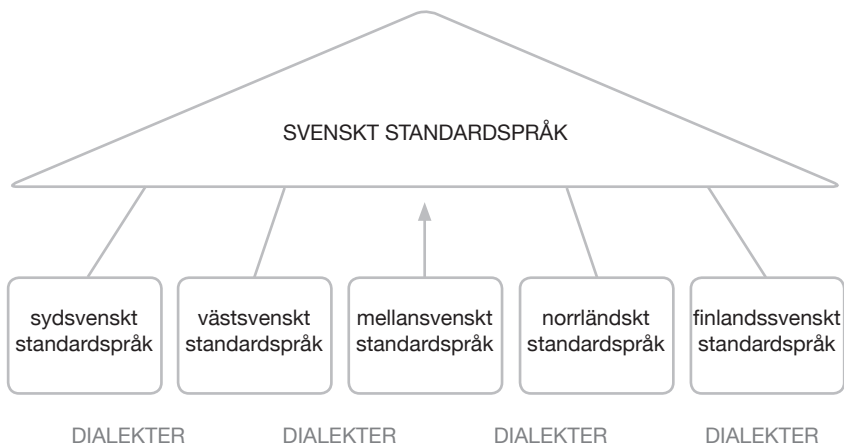 SVENSKT STANDARDSPRÅK
sydsvenskt
standardspråk
västsvenskt
standardspråk
mellansvenskt
standardspråk
norrländskt
standardspråk
finlandssvenskt
standardspråk
DIALEKTER DIALEKTER DIALEKTER DIALEKTER